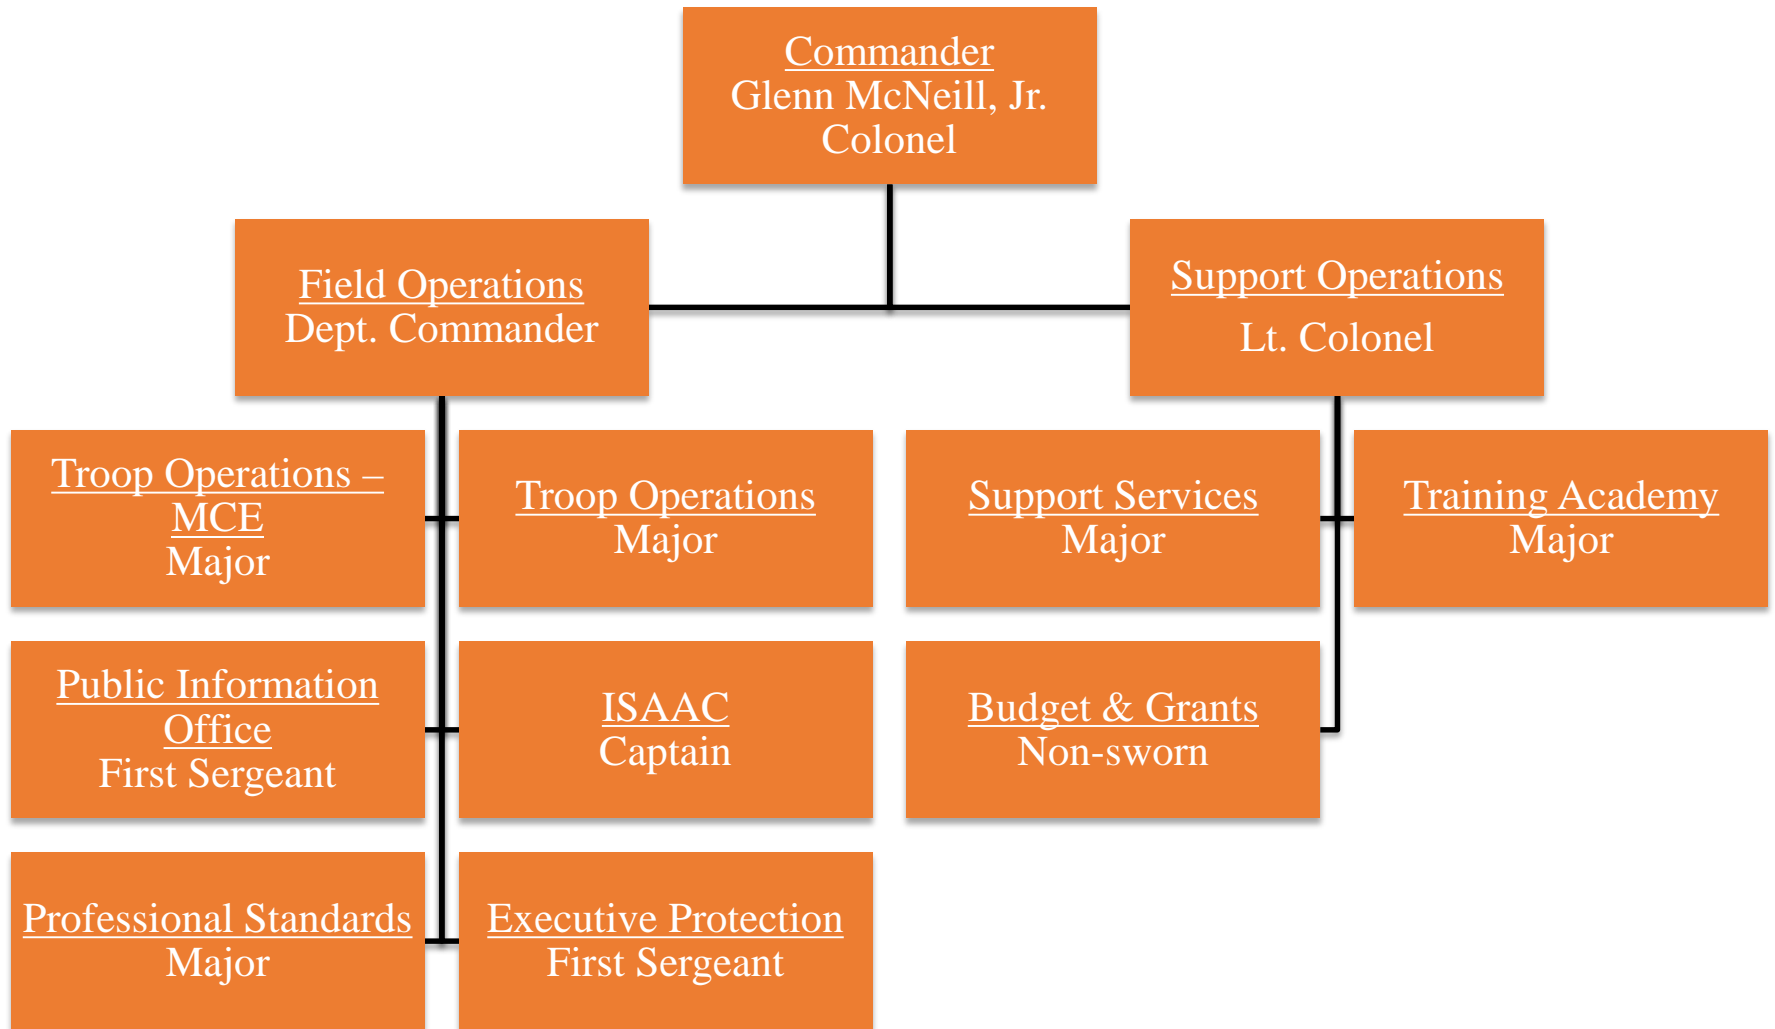 Commander
Glenn McNeill, Jr.
Colonel
Field Operations
Dept. Commander
Support Operations
Lt. Colonel
Troop Operations –
MCE
Major
Troop Operations
Major
Support Services
Major
Training Academy
Major
Public Information
Office
First Sergeant
ISAAC
Captain
Budget & Grants
Non-sworn
Professional Standards
Major
Executive Protection
First Sergeant